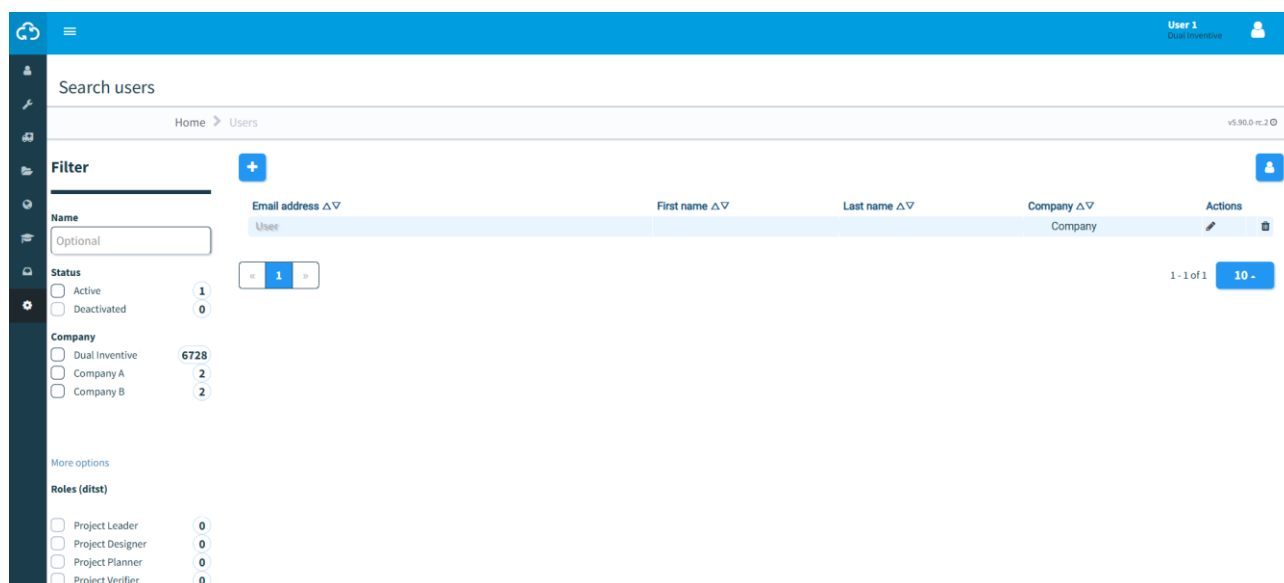 User 1
Dual Inventive
Search users
Home > Users
v5.90.0-rc.2
Filter
Name
Optional
Status
Active 1
Deactivated 0
Company
Dual Inventive 6728
Company A 2
Company B 2
More options
Roles (ditst)
Project Leader 0
Project Designer 0
Project Planner 0
Project Verifier 0
+
Email address △▽ First name △▽ Last name △▽ Company △▽ Actions
User Company
« 1 »
1 - 1 of 1 10